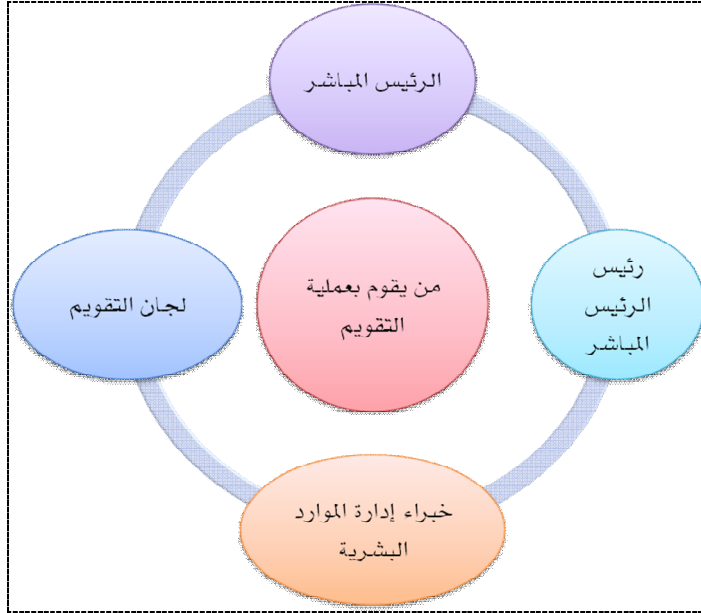 الرئيس المباشر
رئيس
الرئيس
المباشر
من يقوم بعملية
التقويم
لجان التقويم
خبراء إدارة الموارد
البشرية